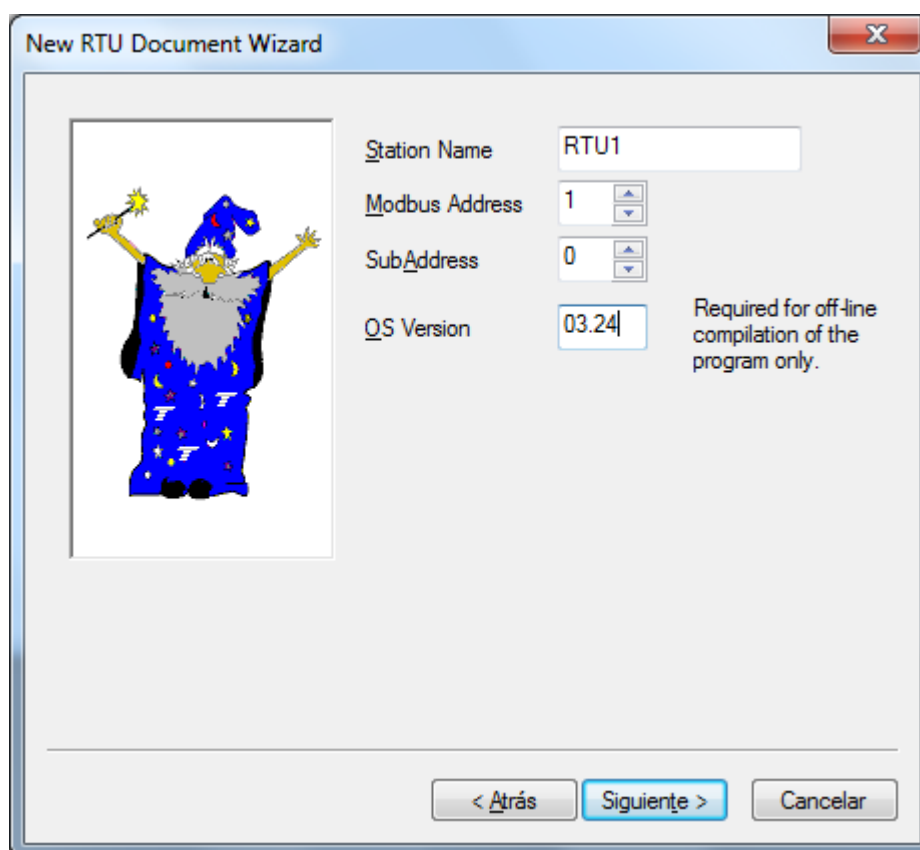 New RTU Document Wizard
Station Name RTU1
Modbus Address 1
SubAddress 0
OS Version 03.24
Required for off-line
compilation of the
program only.
< Atrás Siguiente > Cancelar